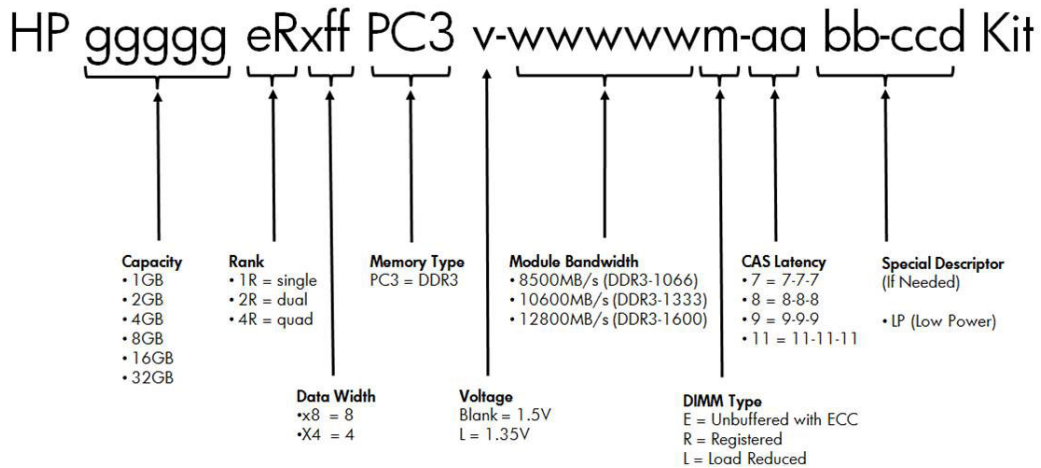 HP ggggg eRxff PC3 v-wwwwwm-aa bb-ccd Kit
Capacity
• 1GB
• 2GB
• 4GB
• 8GB
• 16GB
• 32GB
Rank
• 1R = single
• 2R = dual
• 4R = quad
Memory Type
PC3 = DDR3
Module Bandwidth
• 8500MB/s (DDR3-1066)
• 10600MB/s (DDR3-1333)
• 12800MB/s (DDR3-1600)
CAS Latency
• 7 = 7-7-7
• 8 = 8-8-8
• 9 = 9-9-9
• 11 = 11-11-11
Special Descriptor
(If Needed)
• LP (Low Power)
Data Width
•x8 = 8
•X4 = 4
Voltage
Blank = 1.5V
L = 1.35V
DIMM Type
E = Unbuffered with ECC
R = Registered
L = Load Reduced